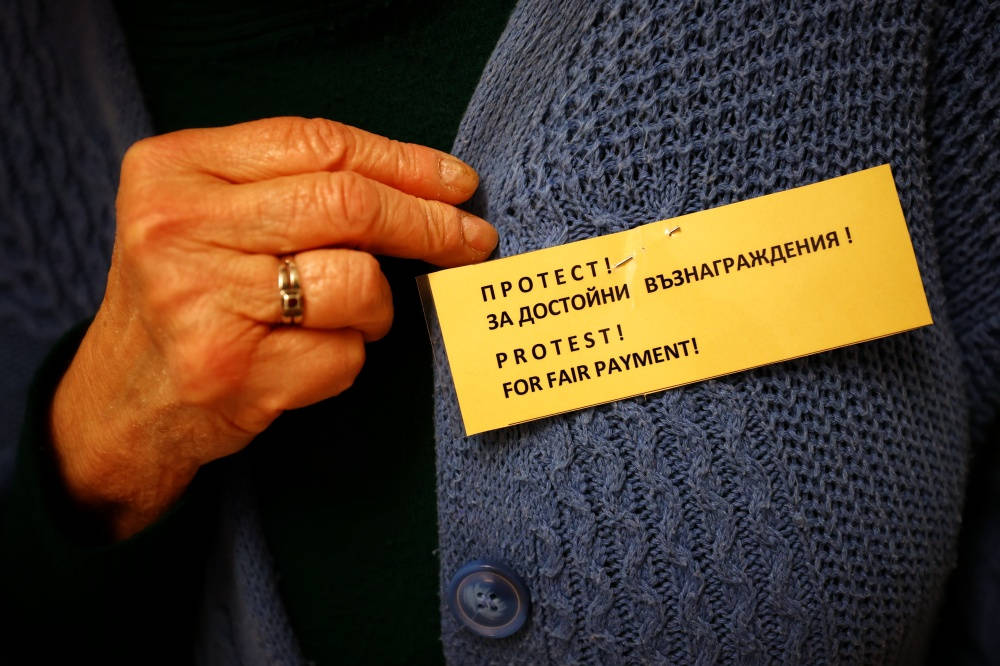 ПРОТЕСТ!
ЗА ДОСТОЙНИ ВЪЗНАГРАЖДЕНИЯ !
PROTEST!
FOR FAIR PAYMENT!